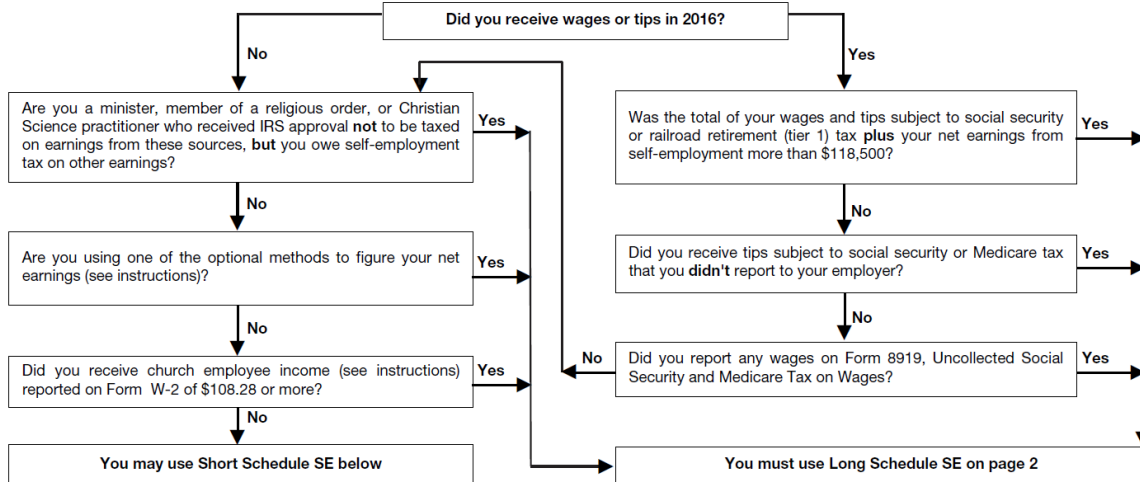 Did you receive wages or tips in 2016?
No
Yes
Are you a minister, member of a religious order, or Christian
Science practitioner who received IRS approval not to be taxed
on earnings from these sources, but you owe self-employment
tax on other earnings?
Yes
Was the total of your wages and tips subject to social security
or railroad retirement (tier 1) tax plus your net earnings from
self-employment more than $118,500?
Yes
No
No
Are you using one of the optional methods to figure your net
earnings (see instructions)?
Yes
Did you receive tips subject to social security or Medicare tax
that you didn't report to your employer?
Yes
No
No
Did you receive church employee income (see instructions)
reported on Form W-2 of $108.28 or more?
Yes
No
Did you report any wages on Form 8919, Uncollected Social
Security and Medicare Tax on Wages?
Yes
No
You may use Short Schedule SE below
You must use Long Schedule SE on page 2